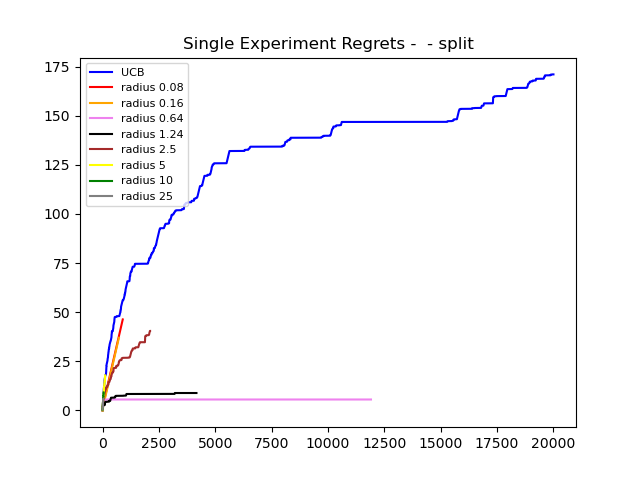 Single Experiment Regrets -  - split
175
150
125
100
75
50
25
0
UCB
radius 0.08
radius 0.16
radius 0.64
radius 1.24
radius 2.5
radius 5
radius 10
radius 25
0 2500 5000 7500 10000 12500 15000 17500 20000